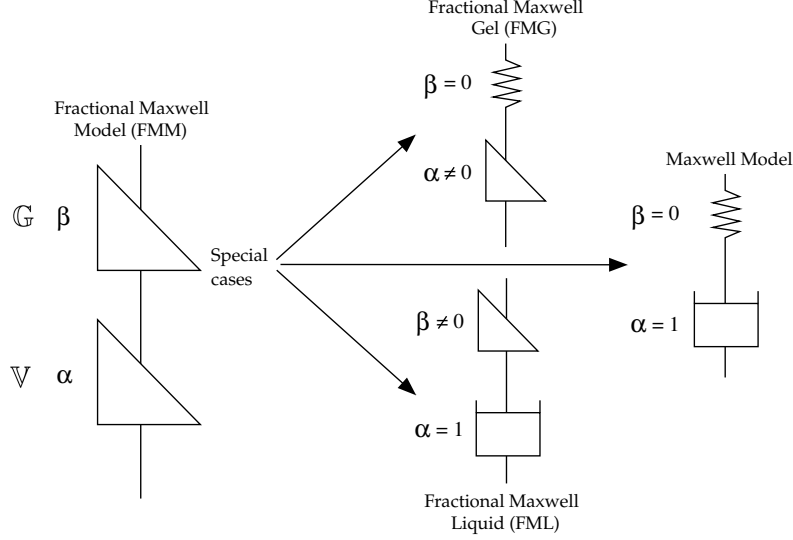 Fractional Maxwell
Model (FMM)
𝔾 β
𝕍 α
Special
cases
Fractional Maxwell
Gel (FMG)
β = 0
α ≠ 0
β ≠ 0
α = 1
Fractional Maxwell
Liquid (FML)
Maxwell Model
β = 0
α = 1